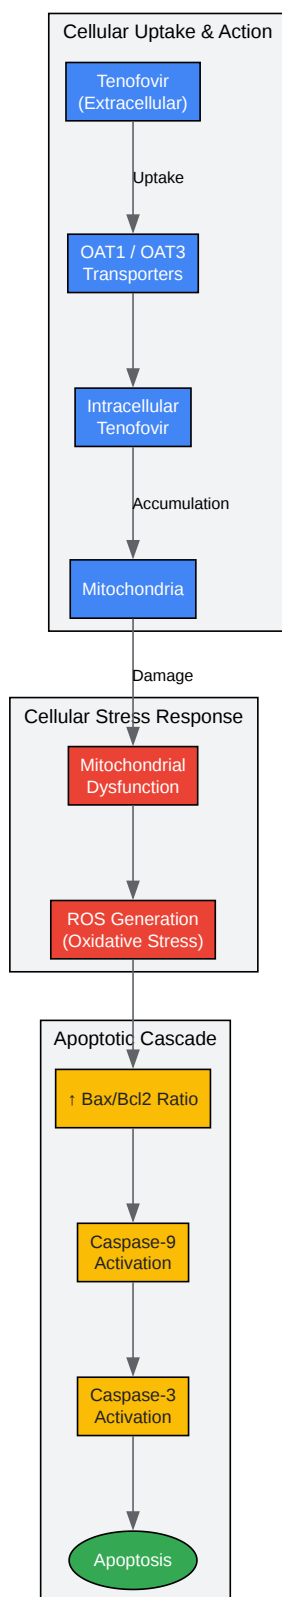 Cellular Uptake & Action
Tenofovir
(Extracellular)
Uptake
OAT1 / OAT3
Transporters
Intracellular
Tenofovir
Accumulation
Mitochondria
Damage
Cellular Stress Response
Mitochondrial
Dysfunction
ROS Generation
(Oxidative Stress)
Apoptotic Cascade
↑ Bax/Bcl2 Ratio
Caspase-9
Activation
Caspase-3
Activation
Apoptosis